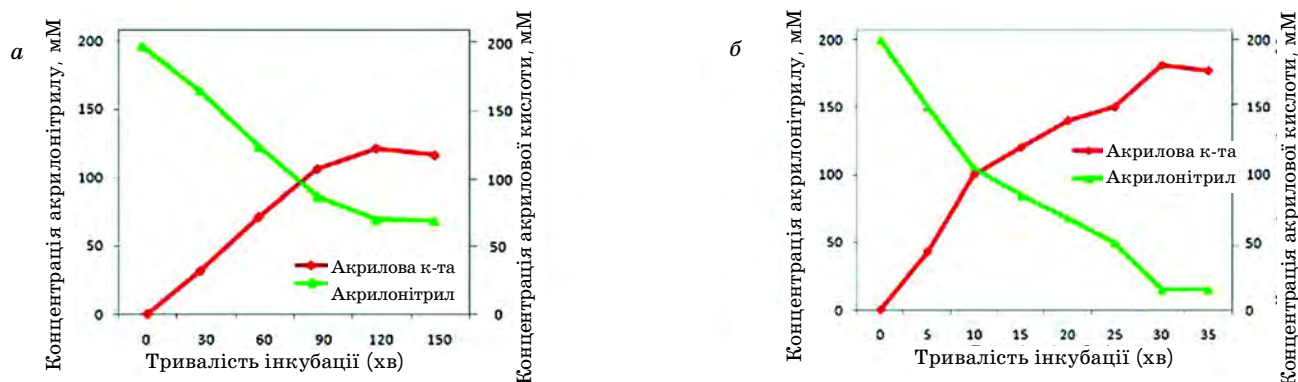 а
Концентрація акрилонітрилу, мМ
200
150
100
50
0
Акрилова к-та
Акрилонітрил
0 30 60 90 120 150
Тривалість інкубації (хв)
200
150
100
50
0
Концентрація акрилової кислоти, мМ
б
Концентрація акрилонітрилу, мМ
200
150
100
50
0
Акрилова к-та
Акрилонітрил
0 5 10 15 20 25 30 35
Тривалість інкубації (хв)
200
150
100
50
0
Концентрація акрилової кислоти, мМ